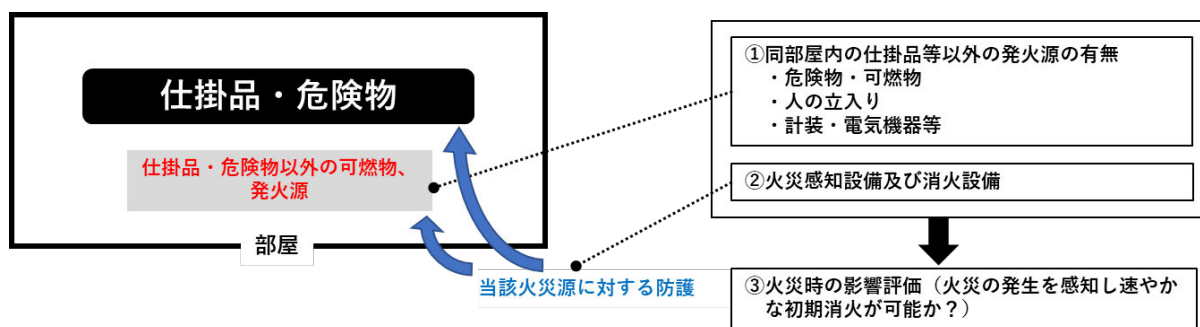 仕掛品・危険物
仕掛品・危険物以外の可燃物、
発火源
部屋
当該火災源に対する防護
①同部屋内の仕掛品等以外の発火源の有無
・危険物・可燃物
・人の立入り
・計装・電気機器等
②火災感知設備及び消火設備
③火災時の影響評価（火災の発生を感知し速やか
な初期消火が可能か？）